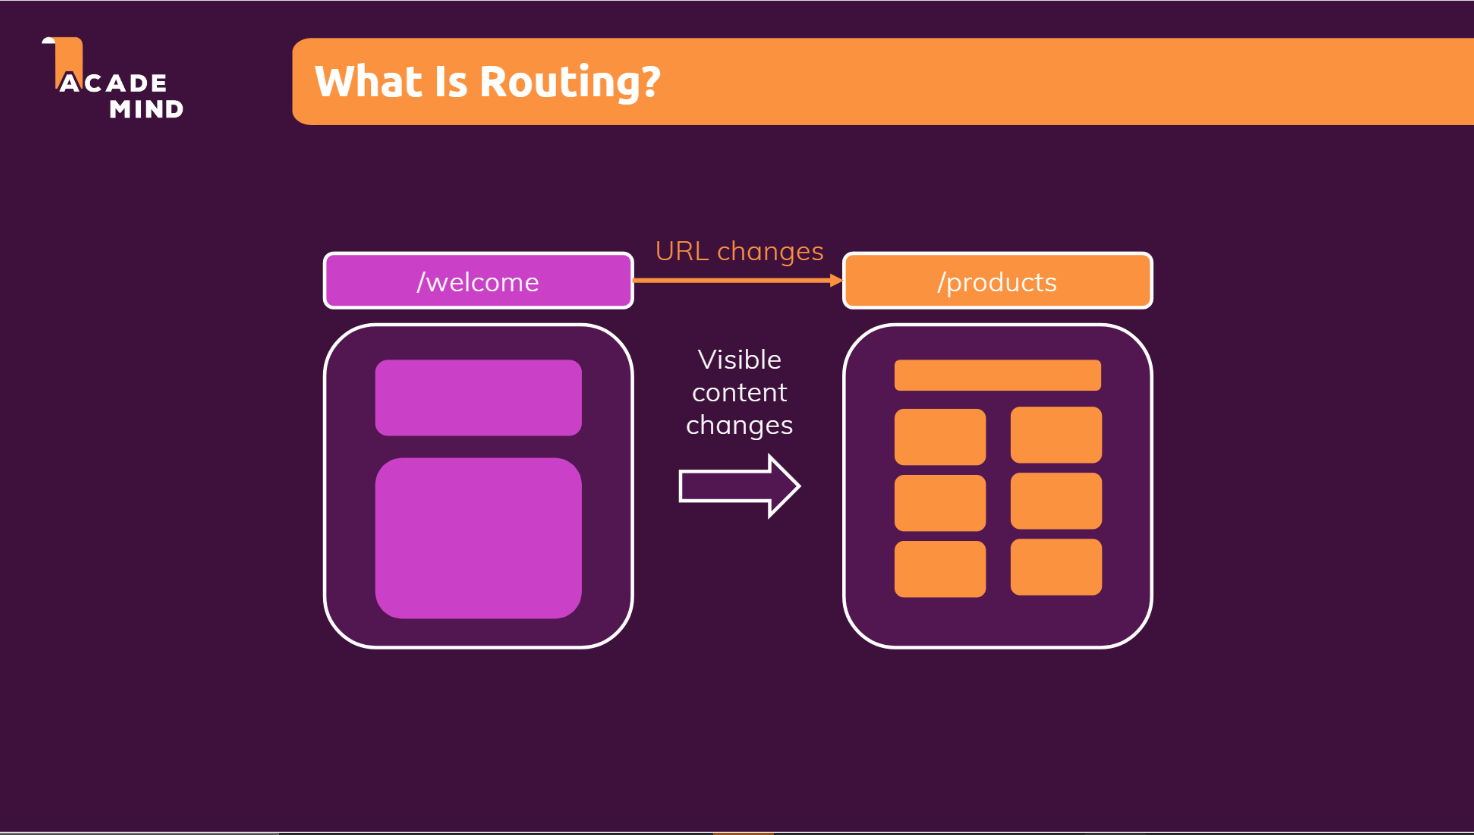 ACADE
MIND
What Is Routing?
URL changes
/welcome
/products
Visible
content
changes